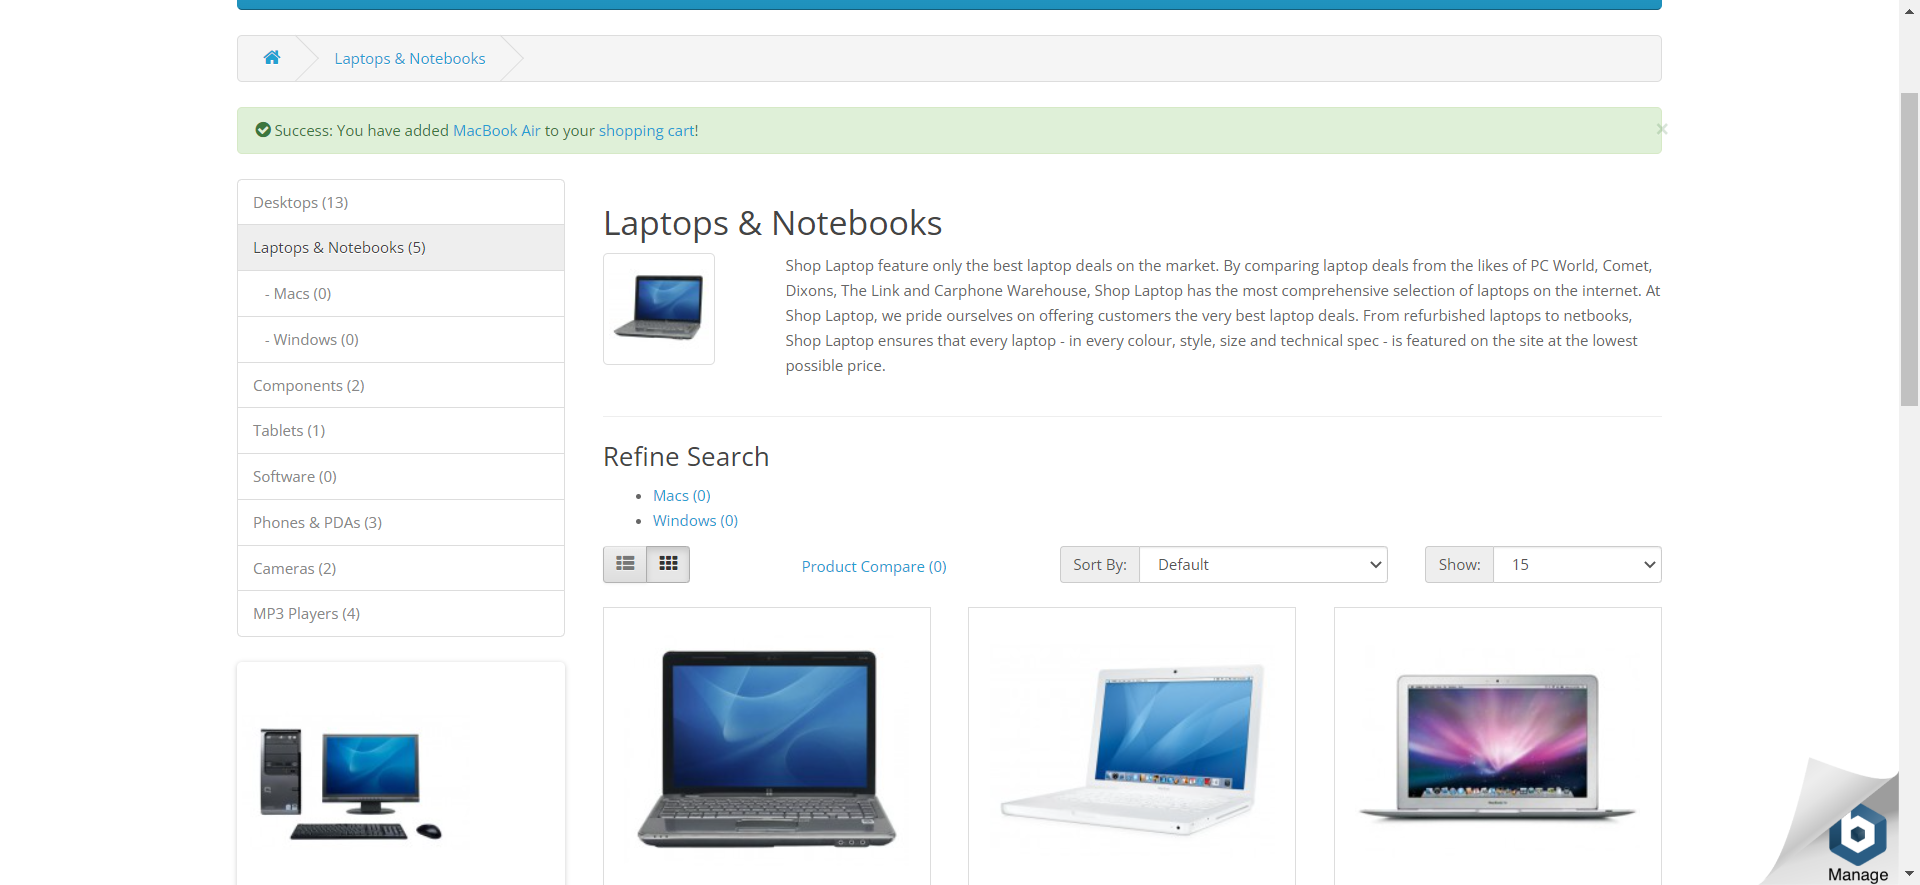 Laptops & Notebooks
Success: You have added MacBook Air to your shopping cart!
×
Desktops (13)
Laptops & Notebooks (5)
- Macs (0)
- Windows (0)
Components (2)
Tablets (1)
Software (0)
Phones & PDAs (3)
Cameras (2)
MP3 Players (4)
Laptops & Notebooks
Shop Laptop feature only the best laptop deals on the market. By comparing laptop deals from the likes of PC World, Comet,
Dixons, The Link and Carphone Warehouse, Shop Laptop has the most comprehensive selection of laptops on the internet. At
Shop Laptop, we pride ourselves on offering customers the very best laptop deals. From refurbished laptops to netbooks,
Shop Laptop ensures that every laptop - in every colour, style, size and technical spec - is featured on the site at the lowest
possible price.
Refine Search
• Macs (0)
• Windows (0)
Product Compare (0)
Sort By: Default
Show: 15
b
Manage